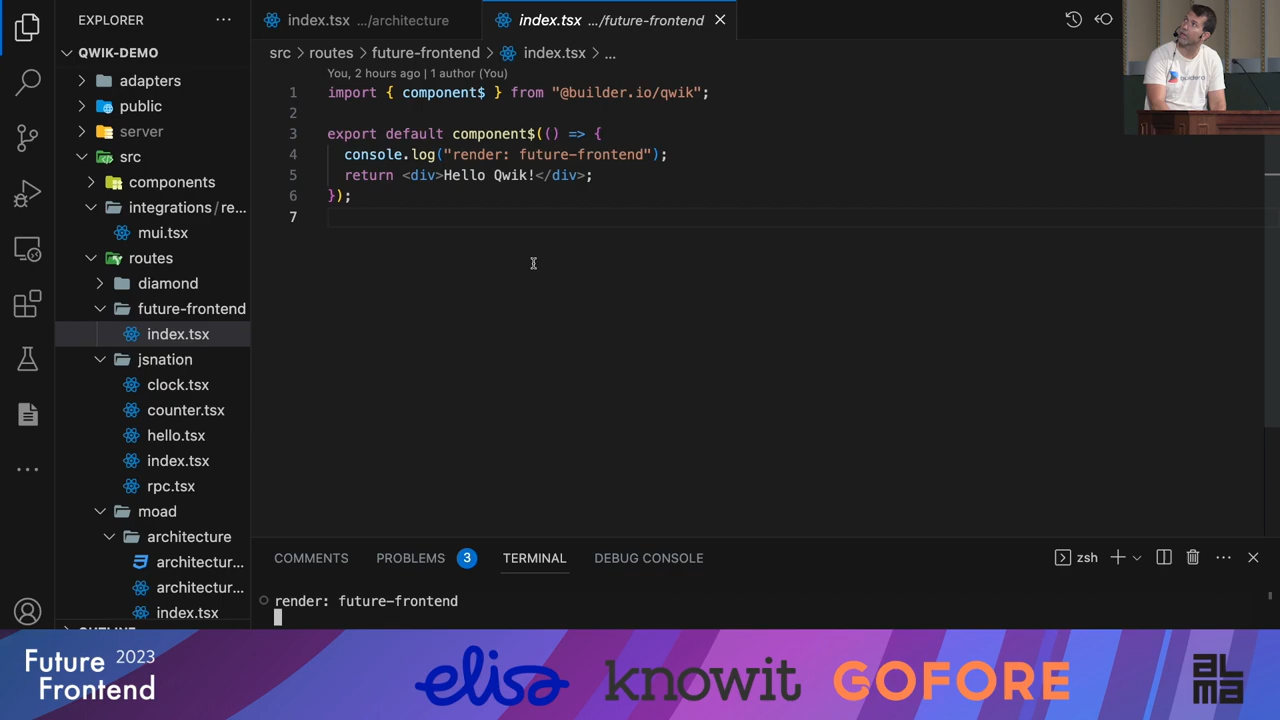 EXPLORER
QWIK-DEMO
adapters
public
server
src
components
integrations/re...
mui.tsx
routes
diamond
future-frontend
index.tsx
jsnation
clock.tsx
counter.tsx
hello.tsx
index.tsx
rpc.tsx
moad
architecture
architectur...
architectur...
index.tsx
index.tsx .../architecture
index.tsx .../future-frontend
src > routes > future-frontend > index.tsx > ...
You, 2 hours ago | 1 author (You)
1 import { component$ } from "@builder.io/qwik";
2
3 export default component$(() => {
4 console.log("render: future-frontend");
5 return <div>Hello Qwik!</div>;
6 });
7
COMMENTS PROBLEMS 3 TERMINAL DEBUG CONSOLE
zsh
render: future-frontend
Future 2023
Frontend
elisa
knowit
GOFORE
ALMA